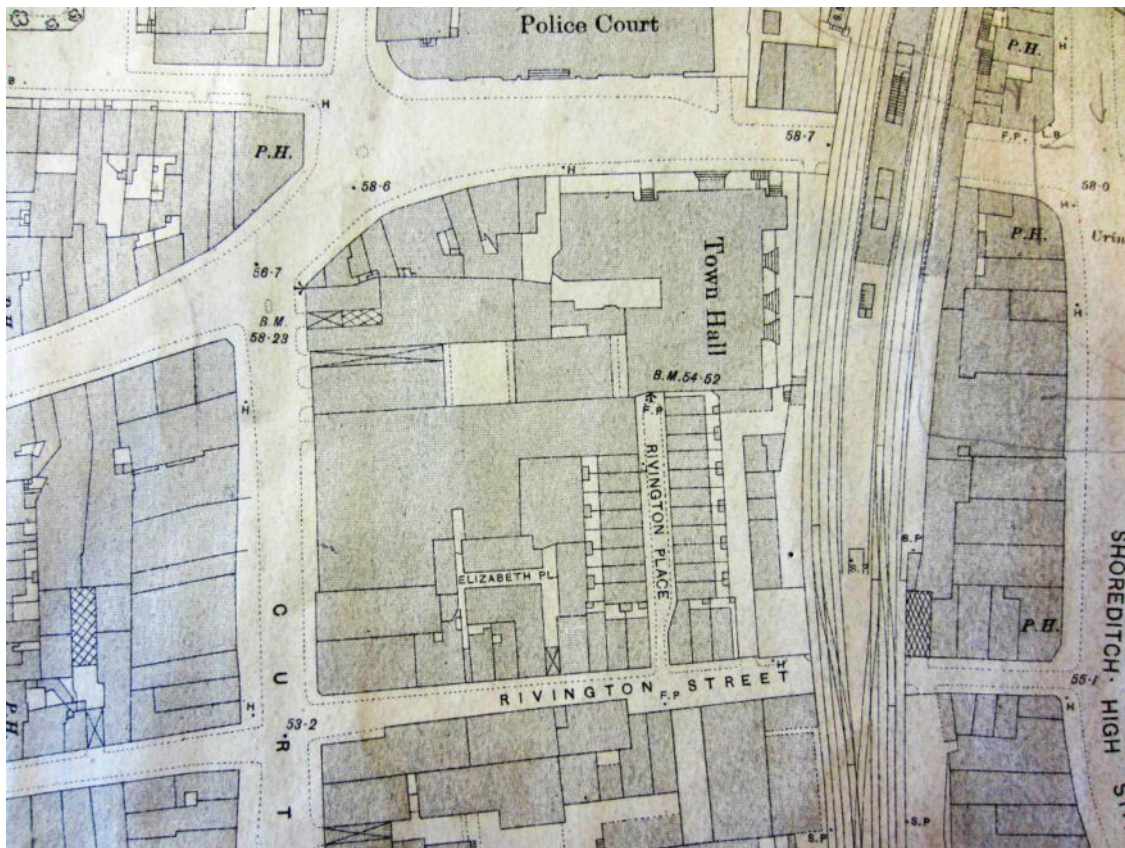 Police Court
P.H.
H
H
P.H.
58·7
F.P.
L.B
H
58·6
58·0
H
P.H.
56·7
Town Hall
H
B.M.
58·23
B.M. 54·52
F.P
H
RIVINGTON PLACE
S.P
ELIZABETH PL.
SHOREDITCH. HIGH
P.H.
H
RIVINGTON STREET
F.P
55·1
H
P.H
H
53·2
CURT
S.P
S.P